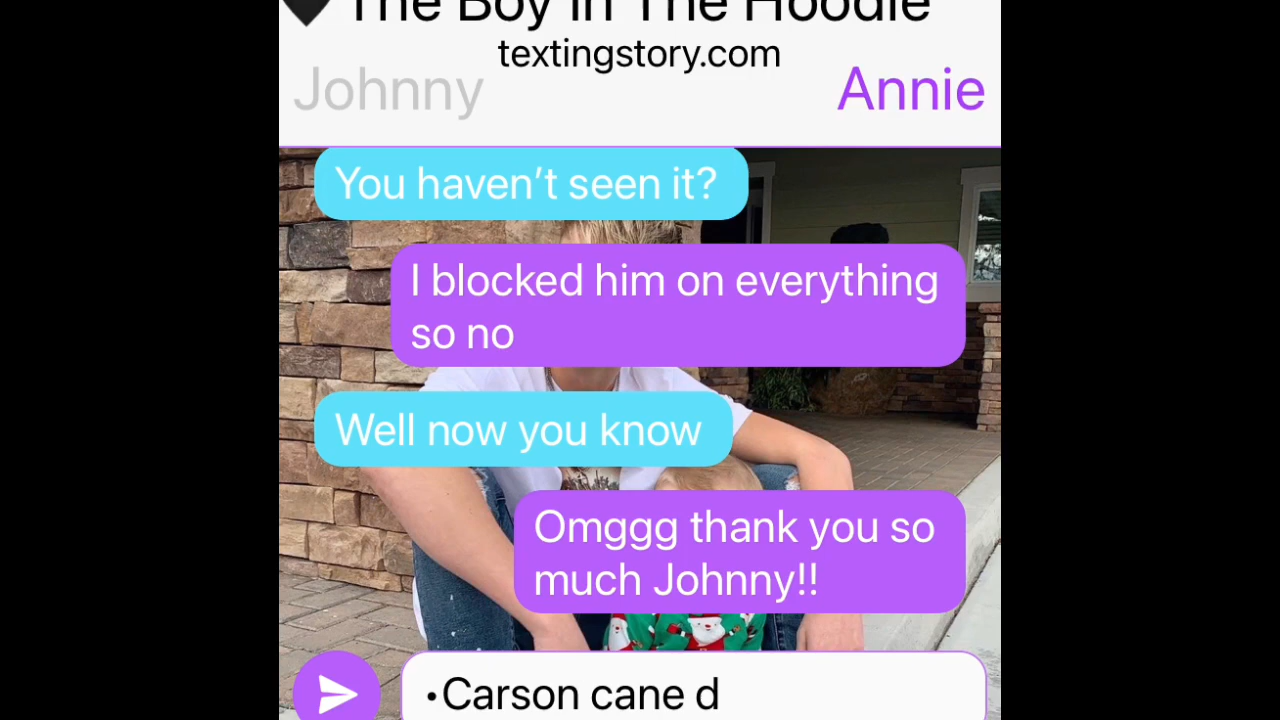 The Boy In The Hoodie
textingstory.com
Johnny
Annie
You haven’t seen it?
I blocked him on everything
so no
Well now you know
Omggg thank you so
much Johnny!!
•Carson cane d